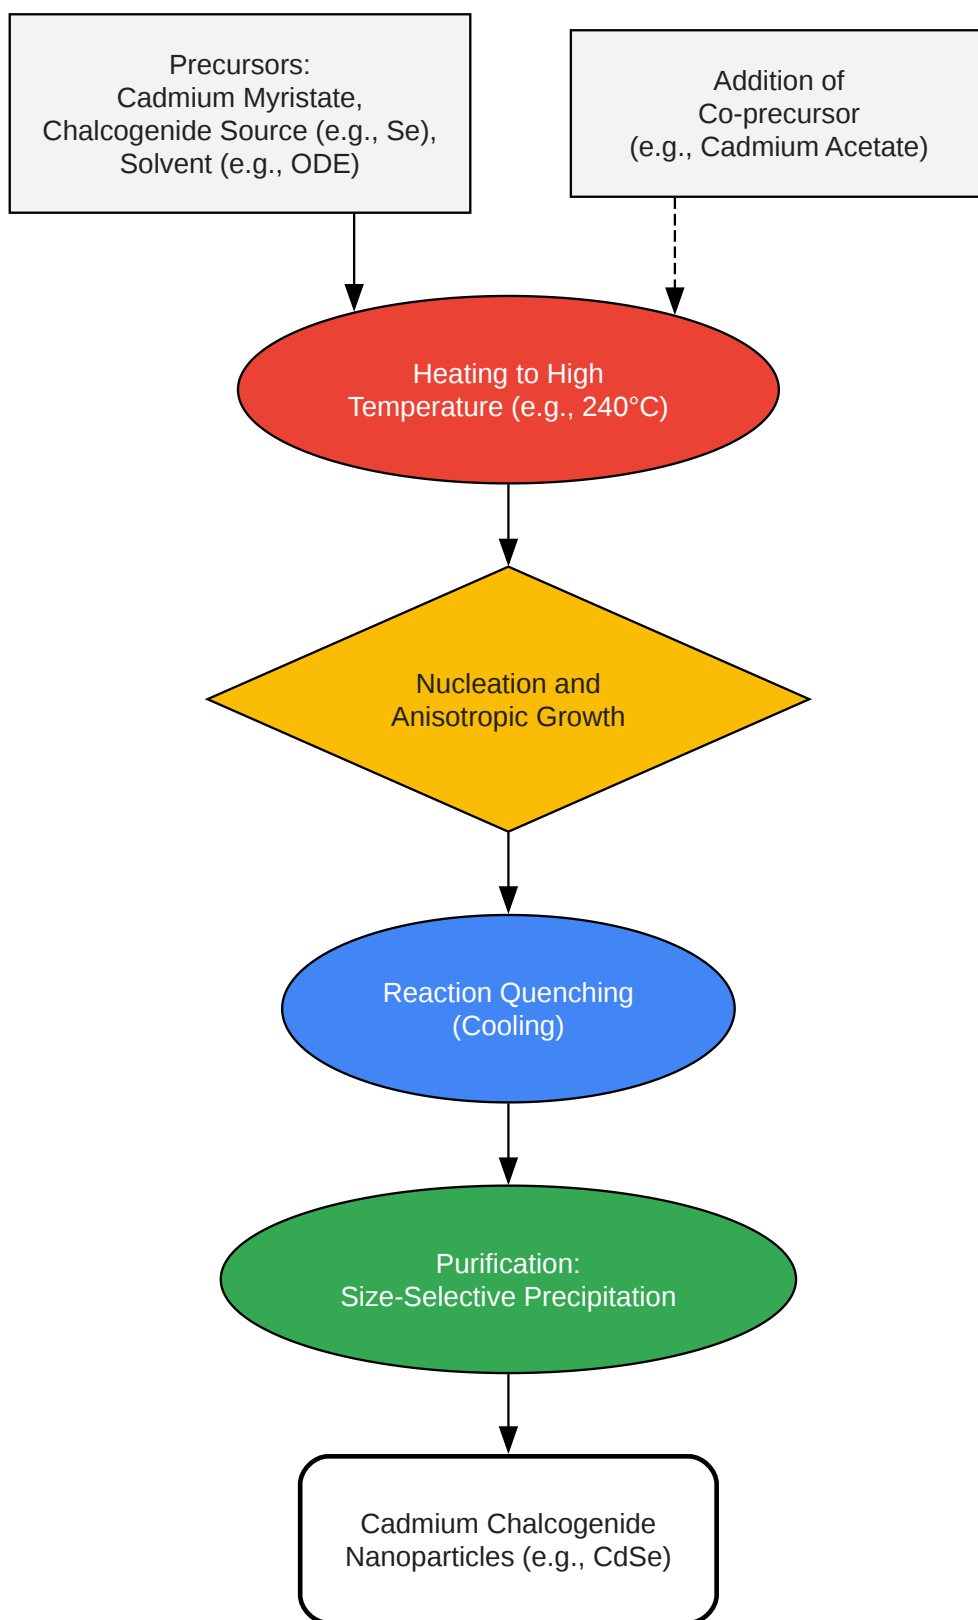 Precursors:
Cadmium Myristate,
Chalcogenide Source (e.g., Se),
Solvent (e.g., ODE)
Addition of
Co-precursor
(e.g., Cadmium Acetate)
Heating to High
Temperature (e.g., 240°C)
Nucleation and
Anisotropic Growth
Reaction Quenching
(Cooling)
Purification:
Size-Selective Precipitation
Cadmium Chalcogenide
Nanoparticles (e.g., CdSe)